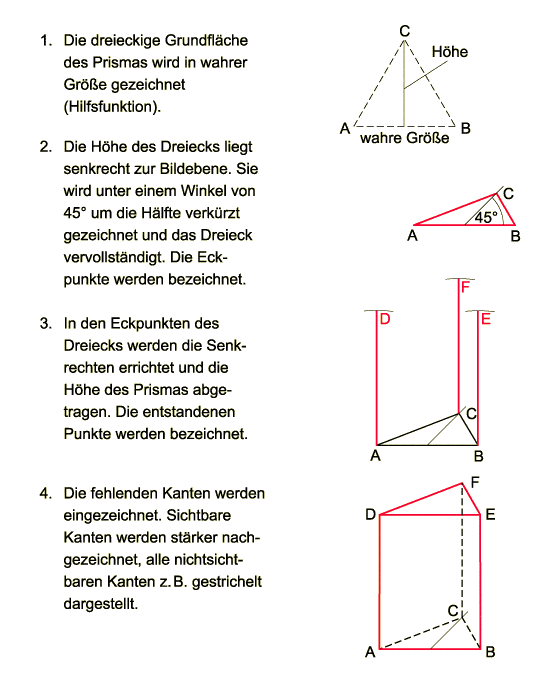 1. Die dreieckige Grundfläche
des Prismas wird in wahrer
Größe gezeichnet
(Hilfsfunktion).
C
Höhe
A
B
wahre Größe
2. Die Höhe des Dreiecks liegt
senkrecht zur Bildebene. Sie
wird unter einem Winkel von
45° um die Hälfte verkürzt
gezeichnet und das Dreieck
vervollständigt. Die Eck-
punkte werden bezeichnet.
C
45°
A
B
3. In den Eckpunkten des
Dreiecks werden die Senk-
rechten errichtet und die
Höhe des Prismas abge-
tragen. Die entstandenen
Punkte werden bezeichnet.
F
D
E
C
A
B
4. Die fehlenden Kanten werden
eingezeichnet. Sichtbare
Kanten werden stärker nach-
gezeichnet, alle nichtsicht-
baren Kanten z. B. gestrichelt
dargestellt.
F
D
E
C
A
B